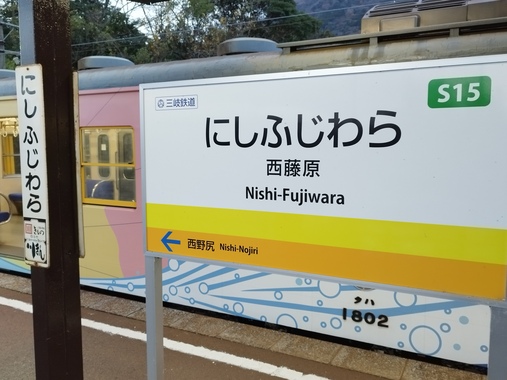 にしふじわら
三岐鉄道
S15
にしふじわら
西藤原
Nishi-Fujiwara
西野尻 Nishi-Nojiri
クハ
1802